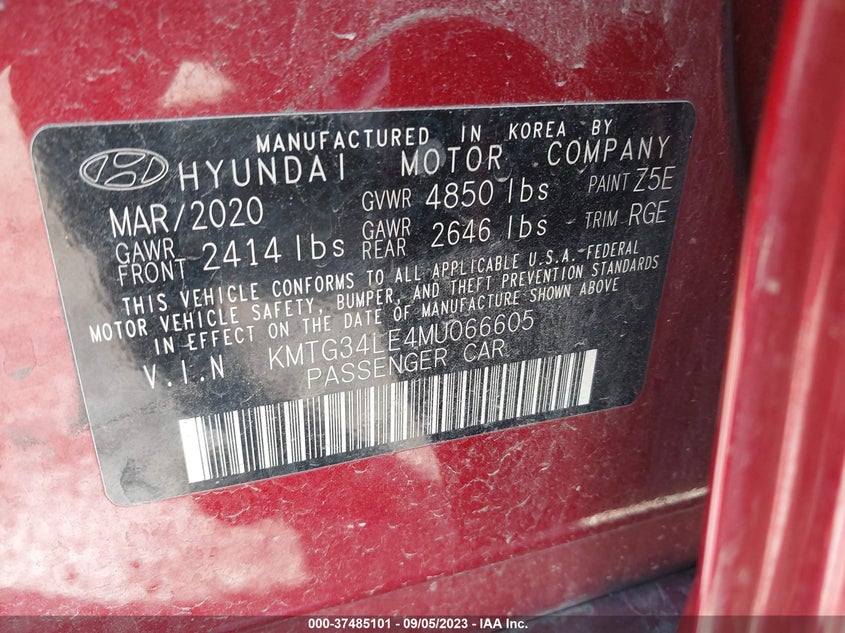 MANUFACTURED IN KOREA BY
HYUNDAI MOTOR COMPANY
MAR/2020 GVWR 4850 lbs PAINT Z5E
GAWR FRONT 2414 lbs GAWR REAR 2646 lbs TRIM RGE
THIS VEHICLE CONFORMS TO ALL APPLICABLE U.S.A. FEDERAL
MOTOR VEHICLE SAFETY, BUMPER, AND THEFT PREVENTION STANDARDS
IN EFFECT ON THE DATE OF MANUFACTURE SHOWN ABOVE
V.I.N KMTG34LE4MU066605
PASSENGER CAR
000-37485101 - 09/05/2023 - IAA Inc.